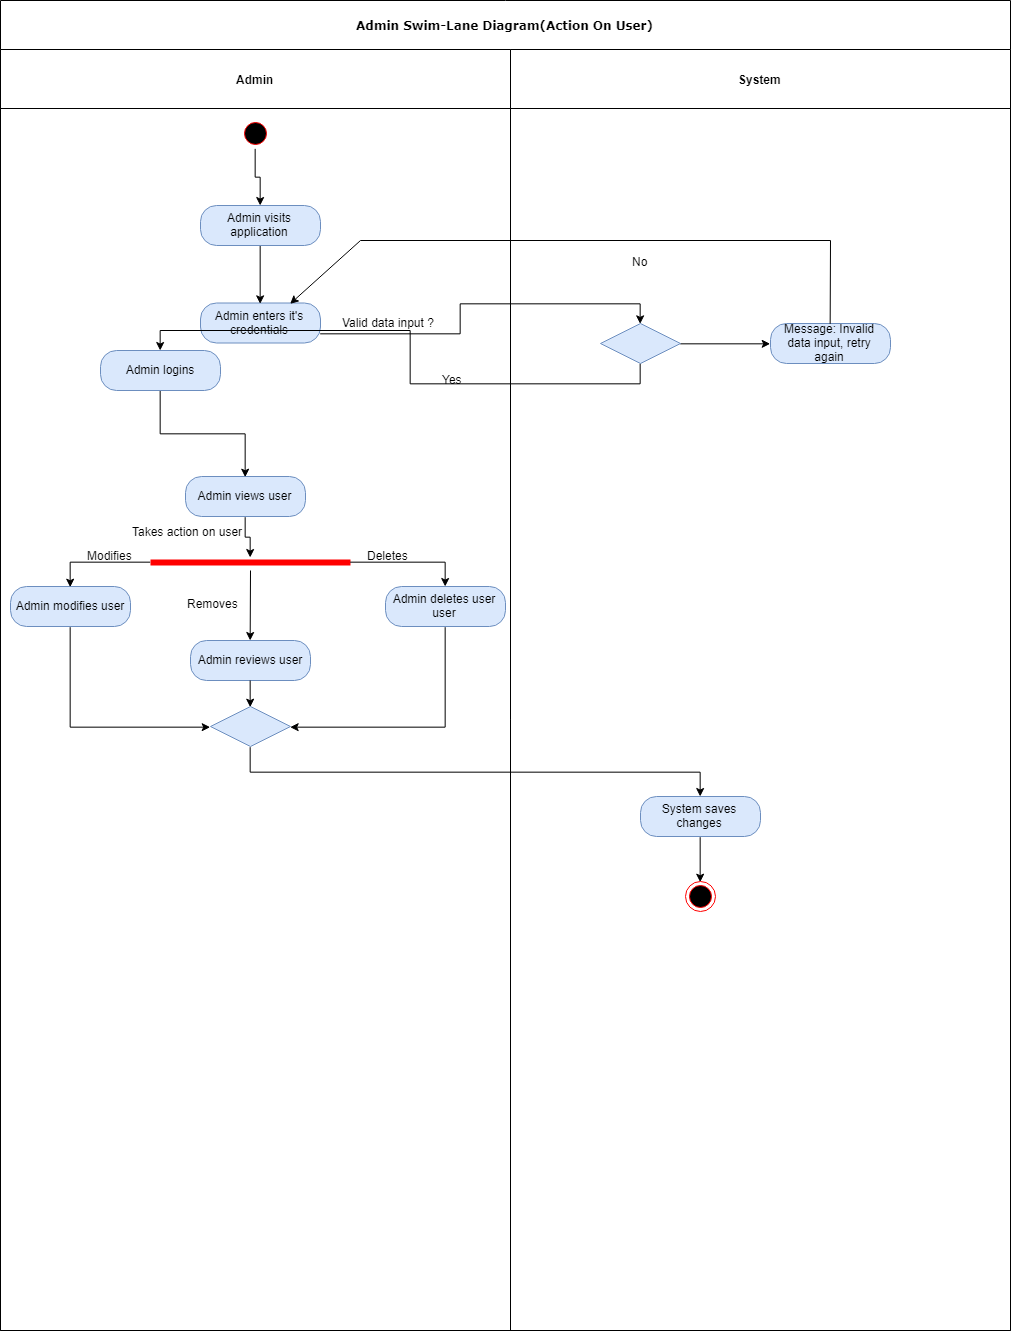 Admin Swim-Lane Diagram(Action On User)
Admin
System
Admin visits
application
No
Admin enters it's
credentials
Valid data input ?
Message: Invalid
data input, retry
again
Admin logins
Yes
Admin views user
Takes action on user
Modifies
Deletes
Removes
Admin modifies user
Admin deletes user
user
Admin reviews user
System saves
changes